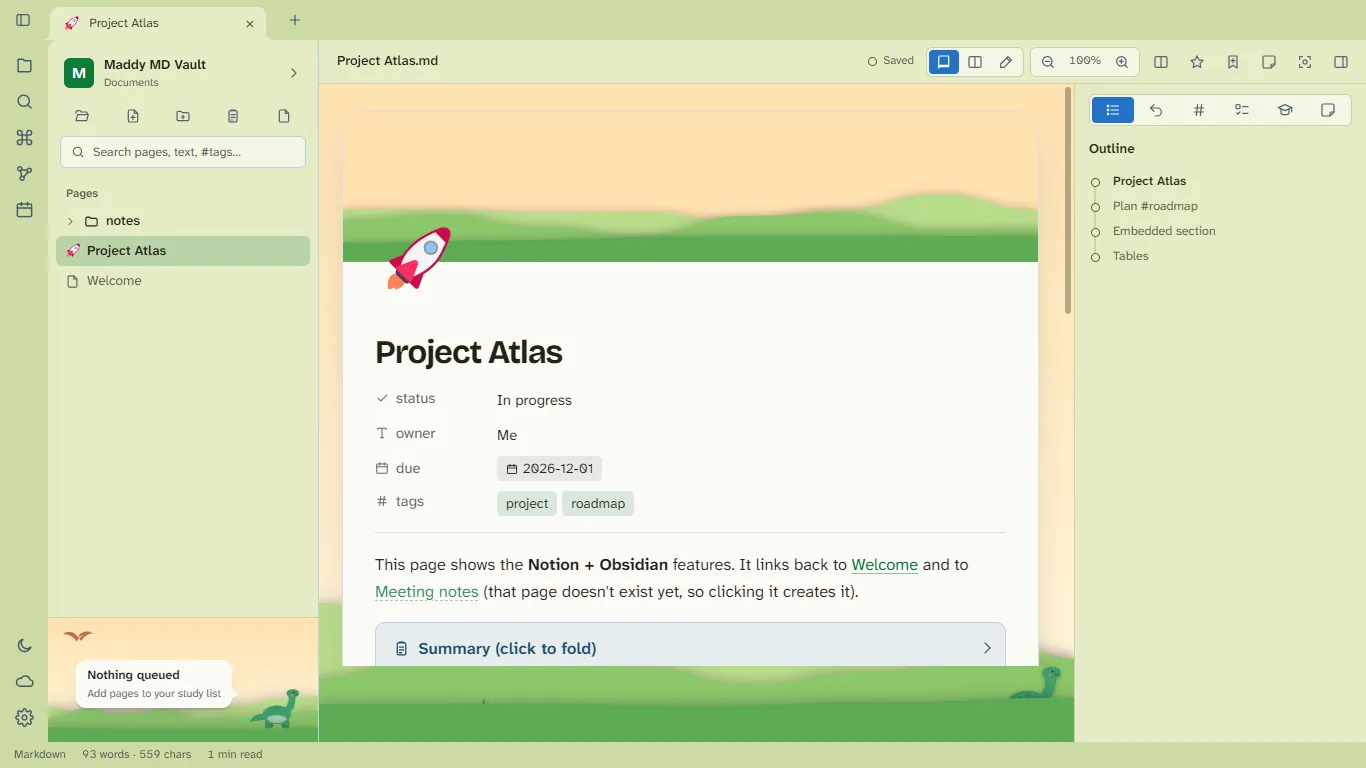 Project Atlas
M
Maddy MD Vault
Documents
Search pages, text, #tags...
Pages
notes
Project Atlas
Welcome
Nothing queued
Add pages to your study list
Project Atlas.md
Saved
100%
Project Atlas
status In progress
owner Me
due 2026-12-01
# tags project roadmap
This page shows the Notion + Obsidian features. It links back to Welcome and to
Meeting notes (that page doesn't exist yet, so clicking it creates it).
Summary (click to fold)
Outline
Project Atlas
Plan #roadmap
Embedded section
Tables
Markdown 93 words · 559 chars 1 min read